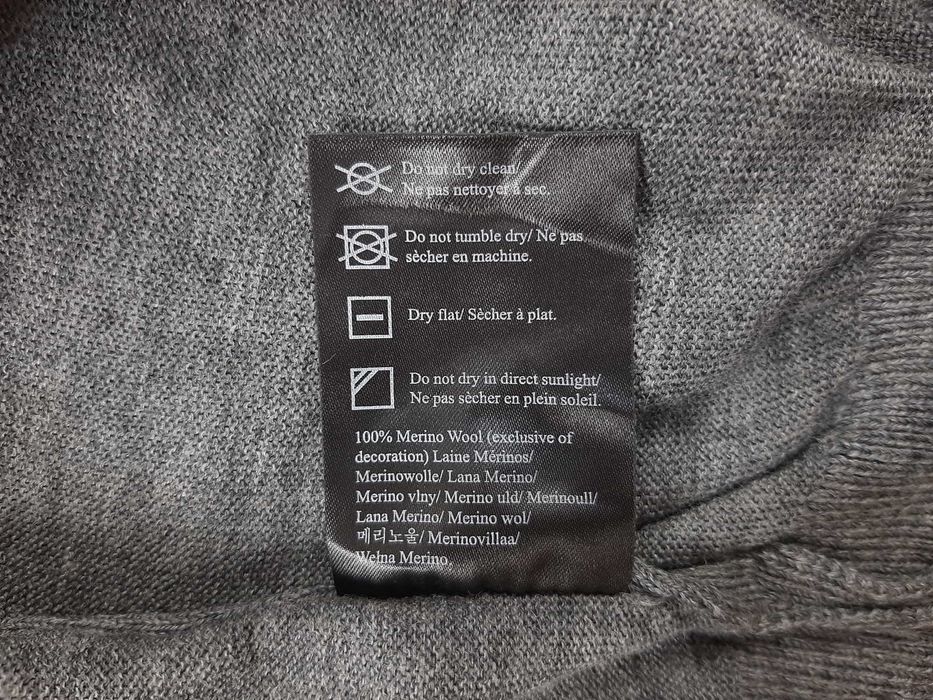 Do not dry clean/
Ne pas nettoyer à sec.
Do not tumble dry/ Ne pas
sècher en machine.
Dry flat/ Sècher à plat.
Do not dry in direct sunlight/
Ne pas sècher en plein soleil.
100% Merino Wool (exclusive of
decoration) Laine Mérinos/
Merinowolle/ Lana Merino/
Merino vlny/ Merino uld/ Merinoull/
Lana Merino/ Merino wol/
메리노울/ Merinovillaa/
Wełna Merino,